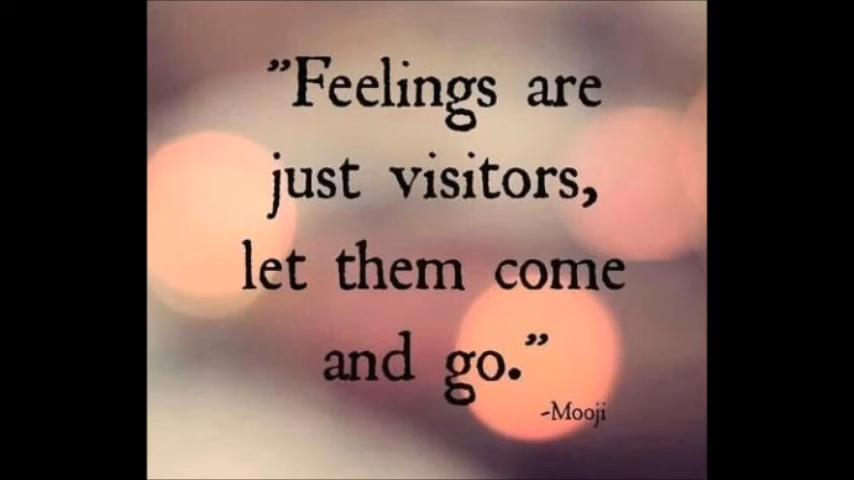 ”Feelings are
just visitors,
let them come
and go.”
-Mooji